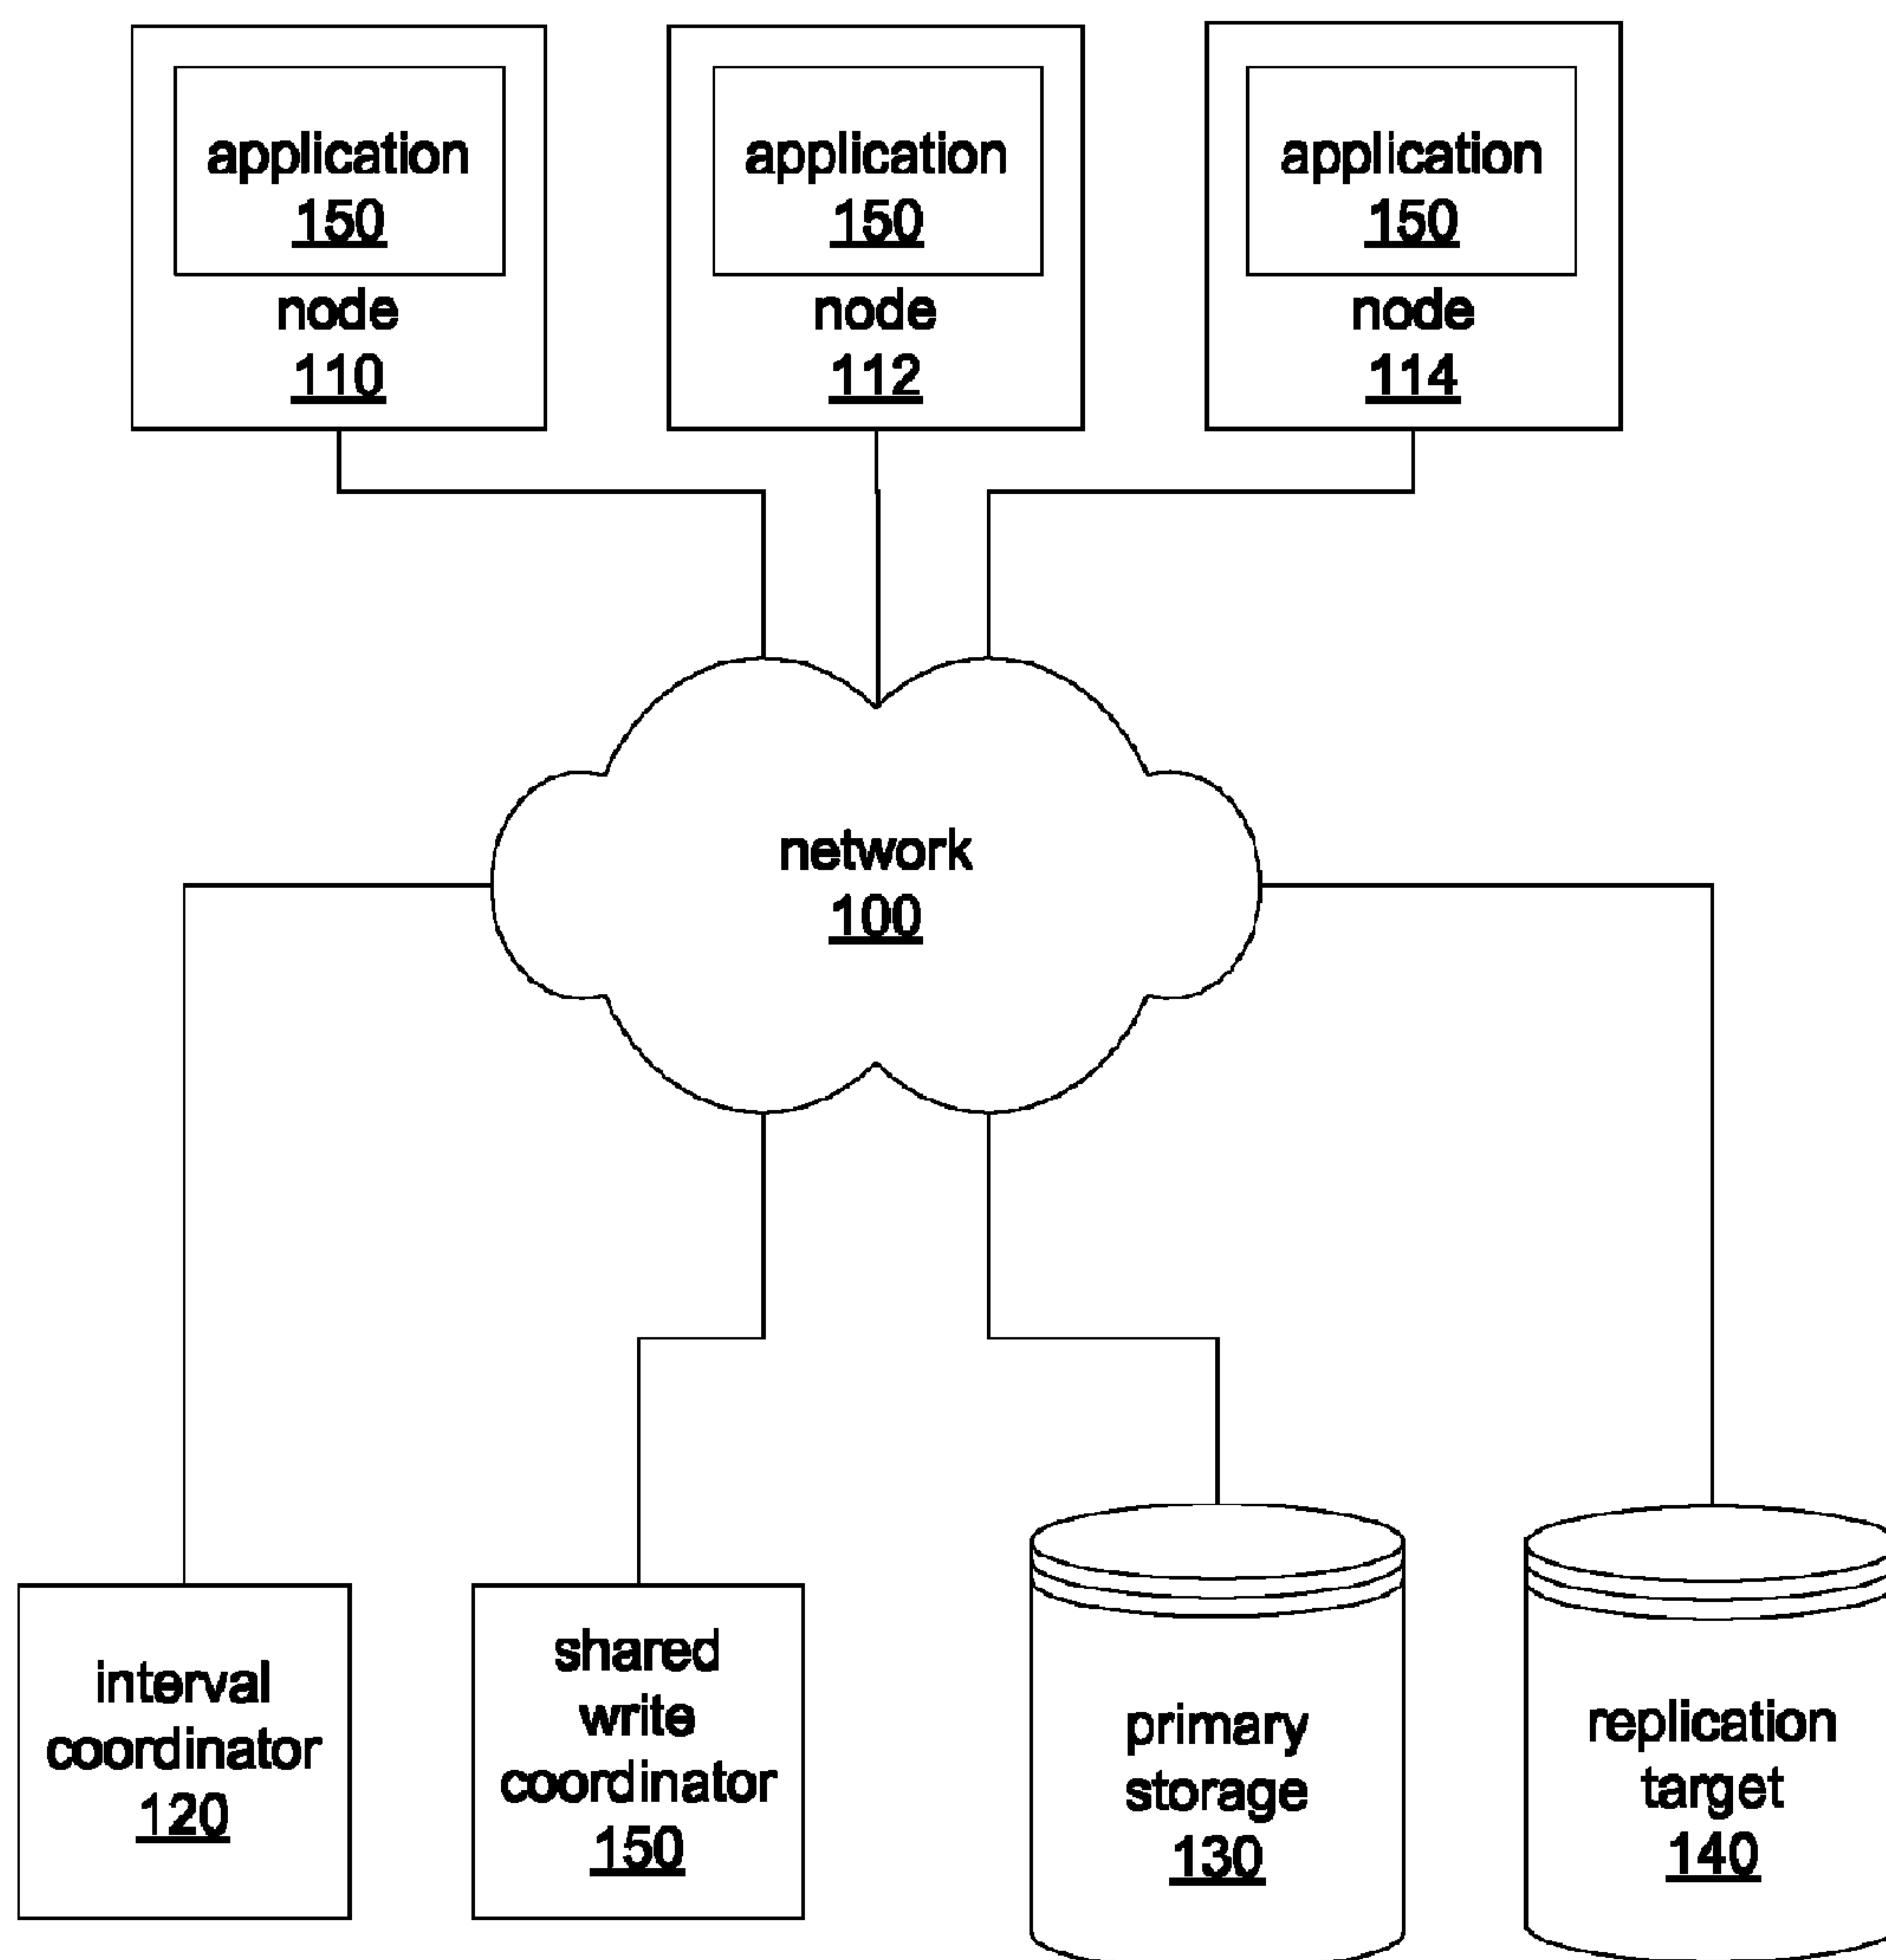 application
150
node
110
application
150
node
112
application
150
node
114
network
100
interval
coordinator
120
shared
write
coordinator
150
primary
storage
130
replication
target
140